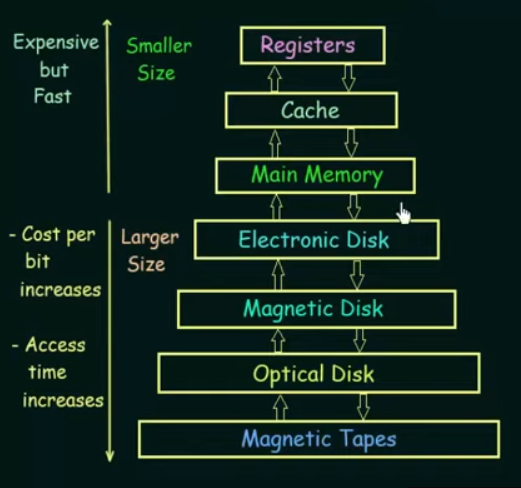 Expensive
but
Fast
Smaller
Size
Registers
Cache
Main Memory
- Cost per
bit
increases
Larger
Size
Electronic Disk
Magnetic Disk
- Access
time
increases
Optical Disk
Magnetic Tapes